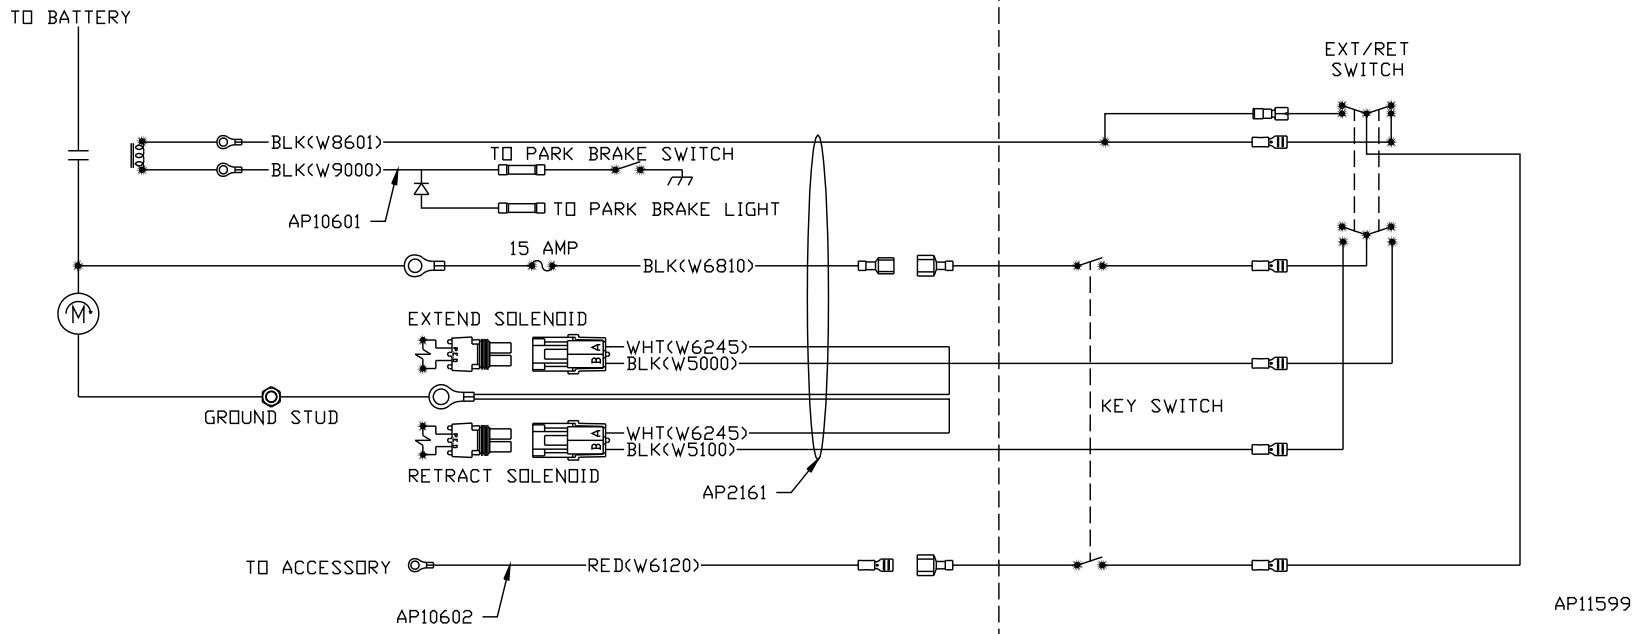 TO BATTERY
EXT/RET
SWITCH
BLK(W8601)
TO PARK BRAKE SWITCH
BLK(W9000)
AP10601
TO PARK BRAKE LIGHT
15 AMP
BLK(W6810)
M
EXTEND SOLENOID
A
WHT(W6245)
B
BLK(W5000)
GROUND STUD
KEY SWITCH
A
WHT(W6245)
B
BLK(W5100)
RETRACT SOLENOID
AP2161
TO ACCESSORY
RED(W6120)
AP10602
AP11599